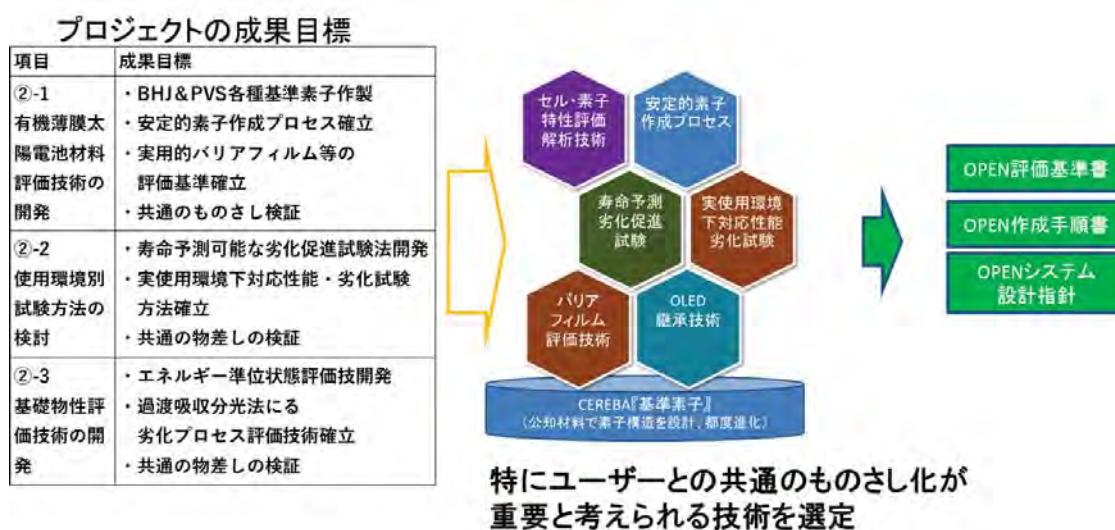 プロジェクトの成果目標
項目
成果目標
②-1
有機薄膜太
陽電池材料
評価技術の
開発
・BHJ&PVS各種基準素子作製
・安定的素子作成プロセス確立
・実用的バリアフィルム等の
評価基準確立
・共通のものさし検証
②-2
使用環境別
試験方法の
検討
・寿命予測可能な劣化促進試験法開発
・実使用環境下対応性能・劣化試験
方法確立
・共通の物差しの検証
②-3
基礎物性評
価技術の開
発
・エネルギー準位状態評価技開発
・過渡吸収分光法にる
劣化プロセス評価技術確立
・共通の物差しの検証
セル・素子
特性評価
解析技術
安定的素子
作成プロセス
寿命予測
劣化促進
試験
実使用環境
下対応性能
劣化試験
バリア
フィルム
評価技術
OLED
継承技術
CEREBA『基準素子』
(公知材料で素子構造を設計、都度進化)
OPEN評価基準書
OPEN作成手順書
OPENシステム
設計指針
特にユーザーとの共通のものさし化が
重要と考えられる技術を選定